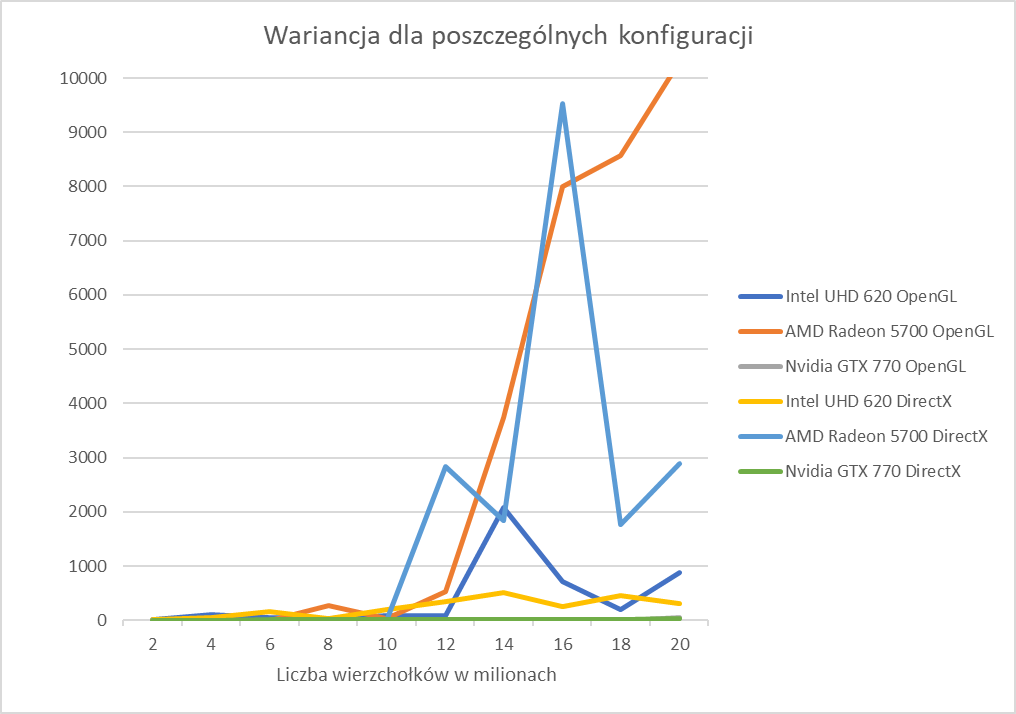 Wariancja dla poszczególnych konfiguracji
10000
9000
8000
7000
6000
5000
4000
3000
2000
1000
0
2 4 6 8 10 12 14 16 18 20
Liczba wierzchołków w milionach
Intel UHD 620 OpenGL
AMD Radeon 5700 OpenGL
Nvidia GTX 770 OpenGL
Intel UHD 620 DirectX
AMD Radeon 5700 DirectX
Nvidia GTX 770 DirectX